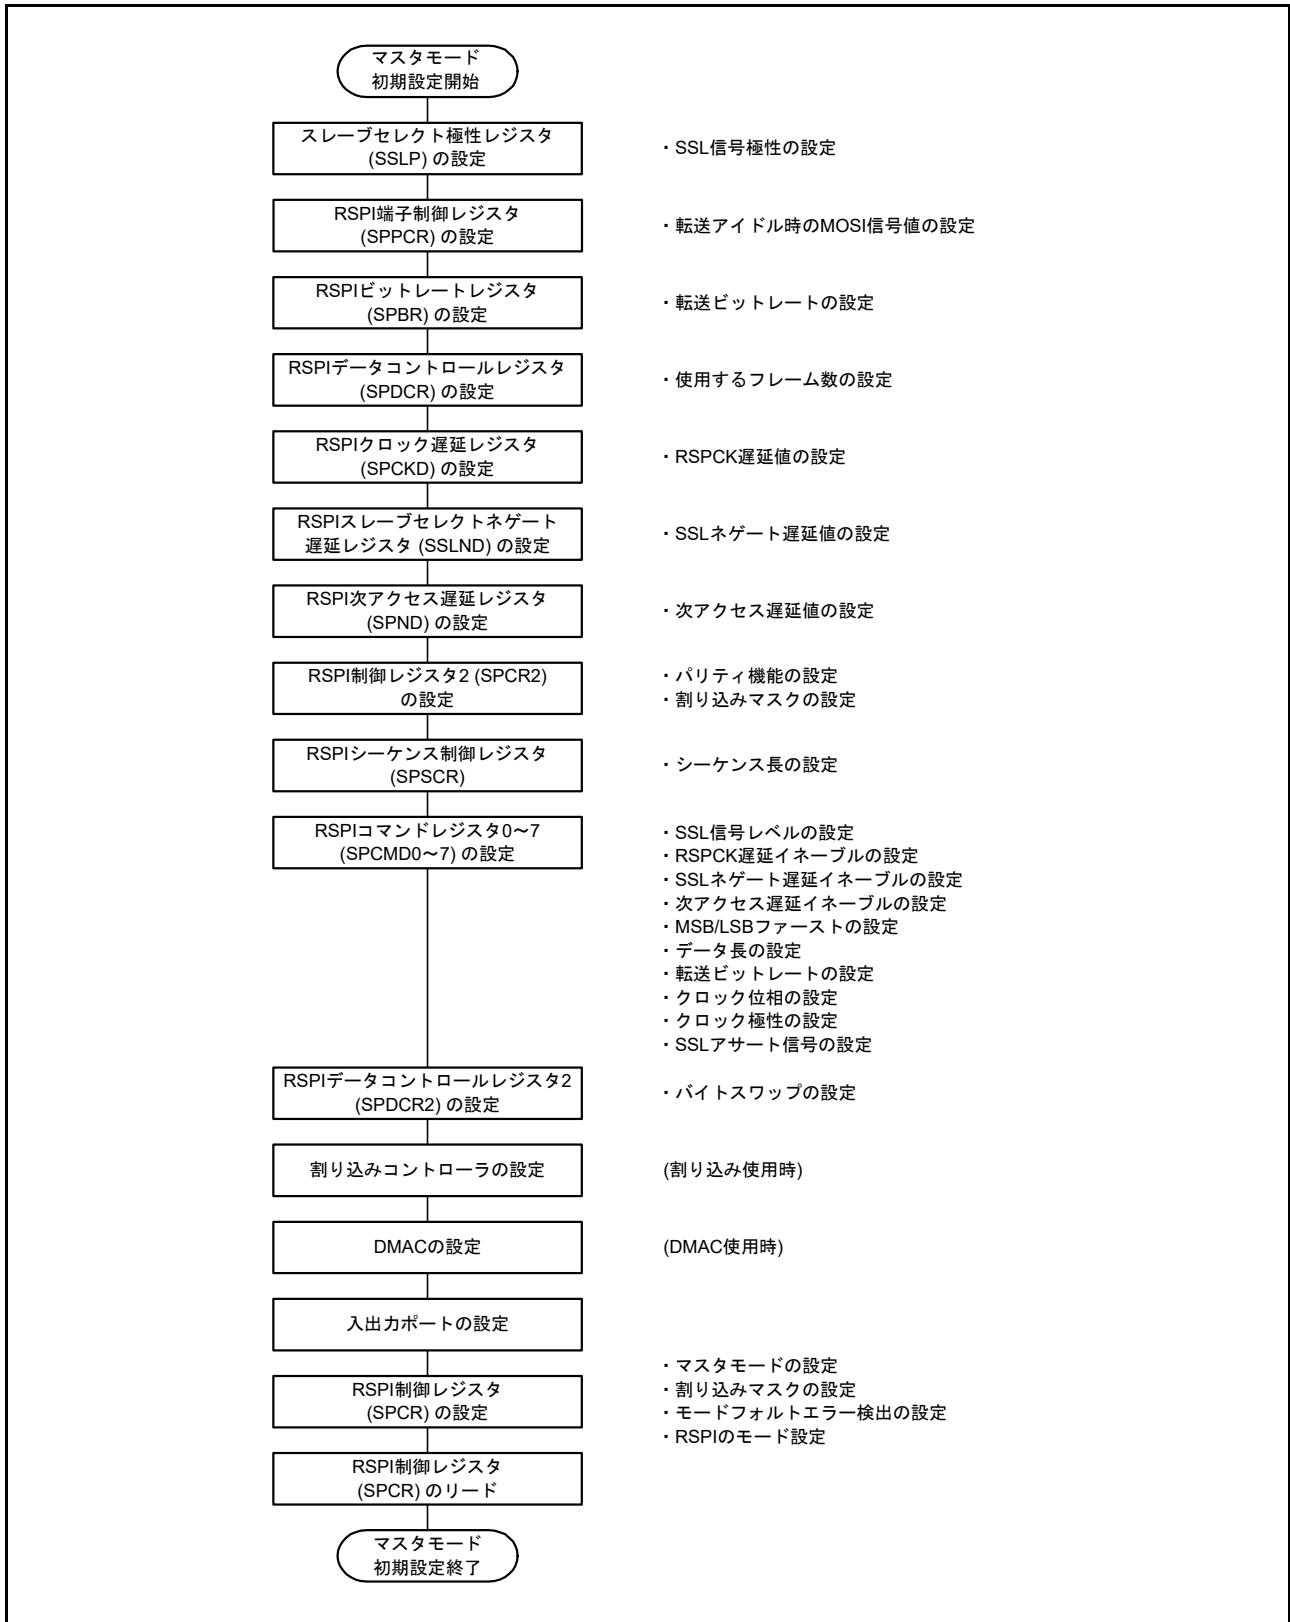 マスタモード
初期設定開始
スレーブセレクト極性レジスタ
(SSLP) の設定
・SSL信号極性の設定
RSPI端子制御レジスタ
(SPPCR) の設定
・転送アイドル時のMOSI信号値の設定
RSPIビットレートレジスタ
(SPBR) の設定
・転送ビットレートの設定
RSPIデータコントロールレジスタ
(SPDCR) の設定
・使用するフレーム数の設定
RSPIクロック遅延レジスタ
(SPCKD) の設定
・RSPCK遅延値の設定
RSPIスレーブセレクトネゲート
遅延レジスタ (SSLND) の設定
・SSLネゲート遅延値の設定
RSPI次アクセス遅延レジスタ
(SPND) の設定
・次アクセス遅延値の設定
RSPI制御レジスタ2 (SPCR2)
の設定
・パリティ機能の設定
・割り込みマスクの設定
RSPIシーケンス制御レジスタ
(SPSCR)
・シーケンス長の設定
RSPIコマンドレジスタ0～7
(SPCMD0～7) の設定
・SSL信号レベルの設定
・RSPCK遅延イネーブルの設定
・SSLネゲート遅延イネーブルの設定
・次アクセス遅延イネーブルの設定
・MSB/LSBファーストの設定
・データ長の設定
・転送ビットレートの設定
・クロック位相の設定
・クロック極性の設定
・SSLアサート信号の設定
RSPIデータコントロールレジスタ2
(SPDCR2) の設定
・バイトスワップの設定
割り込みコントローラの設定
(割り込み使用時)
DMACの設定
(DMAC使用時)
入出力ポートの設定
RSPI制御レジスタ
(SPCR) の設定
・マスタモードの設定
・割り込みマスクの設定
・モードフォルトエラー検出の設定
・RSPIのモード設定
RSPI制御レジスタ
(SPCR) のリード
マスタモード
初期設定終了